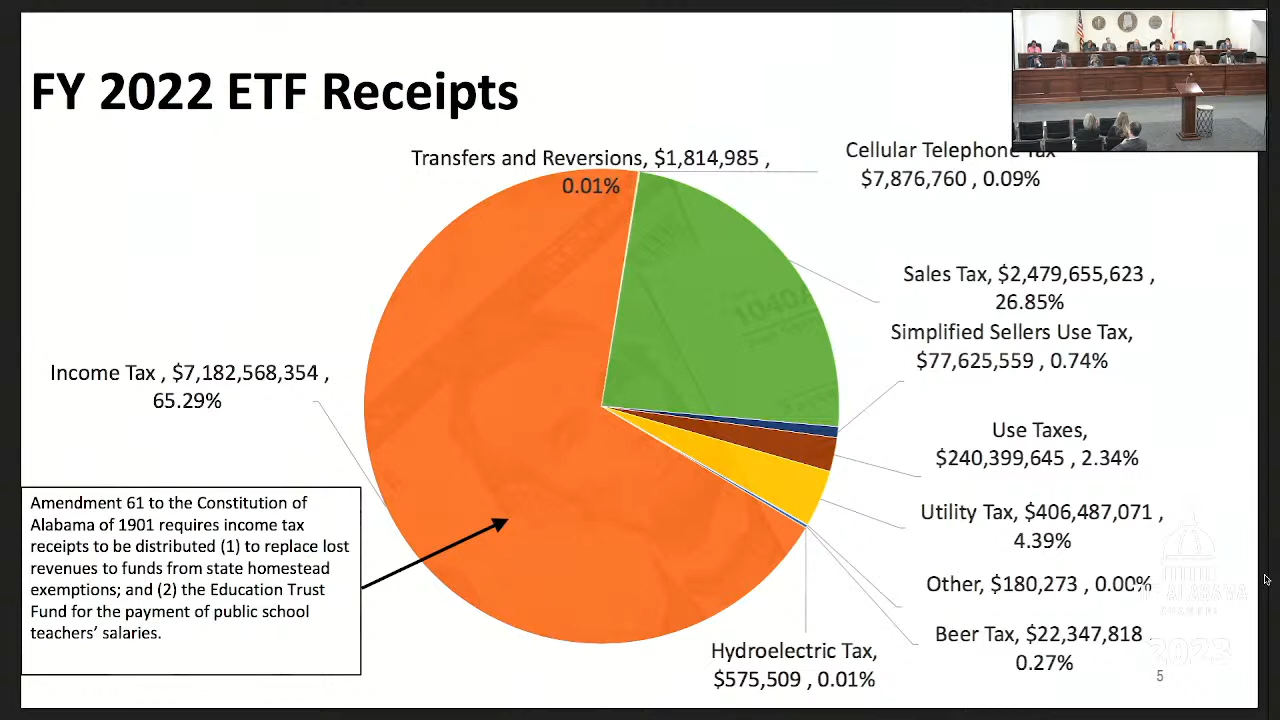 FY 2022 ETF Receipts
Transfers and Reversions, $1,814,985 ,
0.01%
Cellular Telephone Tax
$7,876,760 , 0.09%
Sales Tax, $2,479,655,623 ,
26.85%
Simplified Sellers Use Tax,
$77,625,559 , 0.74%
Income Tax , $7,182,568,354 ,
65.29%
Use Taxes,
$240,399,645 , 2.34%
Utility Tax, $406,487,071 ,
4.39%
Other, $180,273 , 0.00%
Beer Tax, $22,347,818 ,
0.27%
Hydroelectric Tax,
$575,509 , 0.01%
Amendment 61 to the Constitution of
Alabama of 1901 requires income tax
receipts to be distributed (1) to replace lost
revenues to funds from state homestead
exemptions; and (2) the Education Trust
Fund for the payment of public school
teachers’ salaries.
1040A
ALABAMA
CHANNEL
2023
5